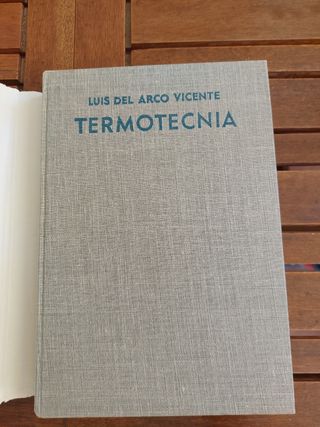 LUIS DEL ARCO VICENTE
TERMOTECNIA